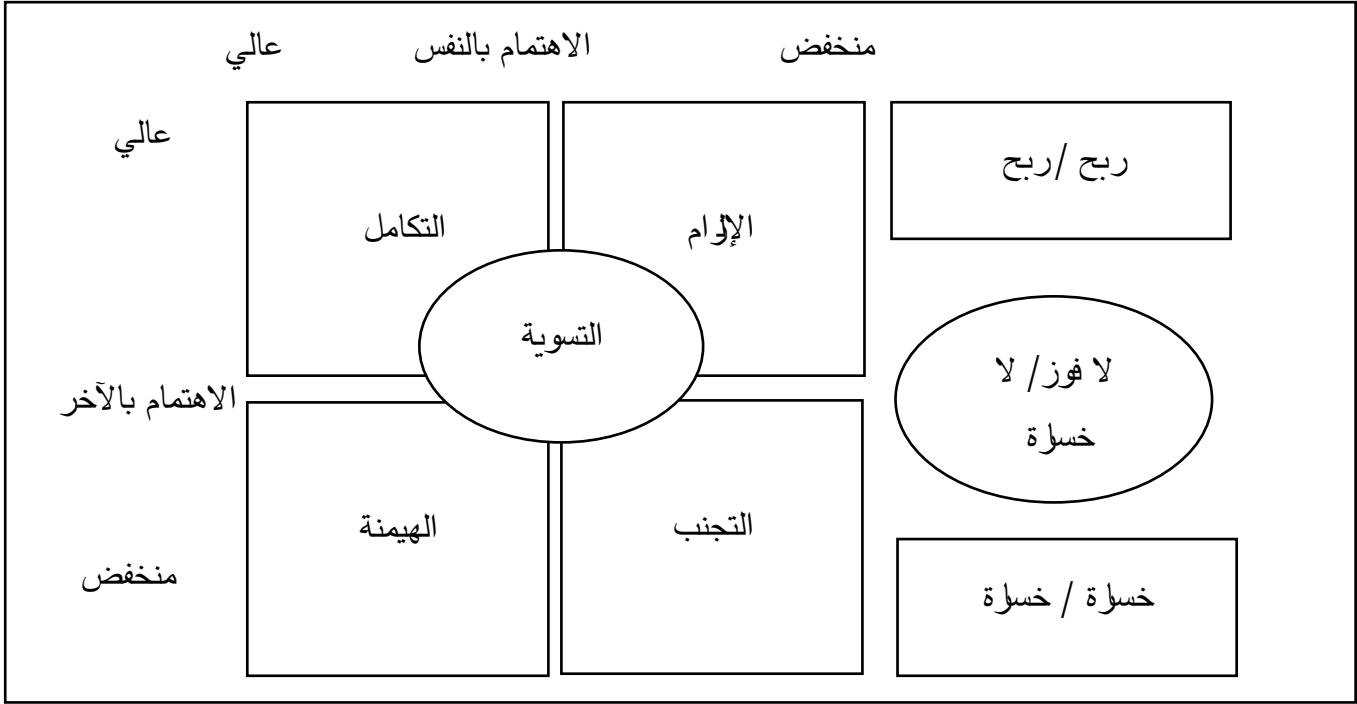 منخفض
الاهتمام بالنفس
عالي
عالي
ربح /ربح
الإلزام
التكامل
التسوية
لا فوز/ لا
خسارة
الاهتمام بالآخر
التجنب
الهيمنة
منخفض
خسارة / خسارة